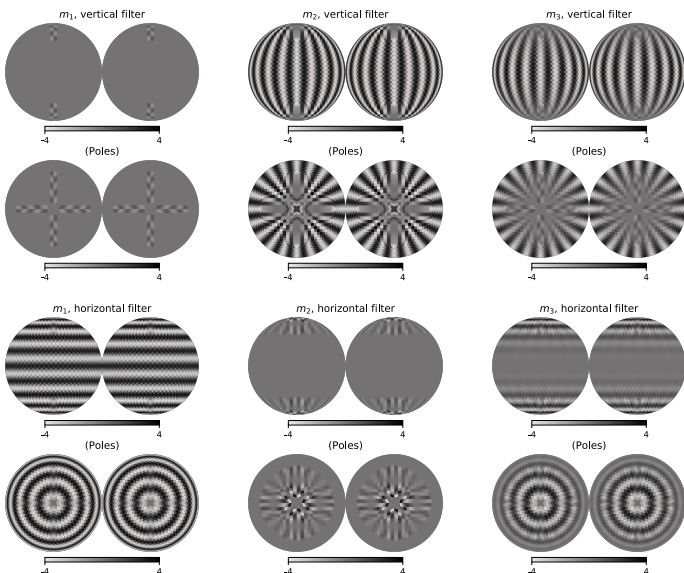 m₁, vertical filter
m₂, vertical filter
m₃, vertical filter
-4 4
-4 4
-4 4
(Poles)
(Poles)
(Poles)
-4 4
-4 4
-4 4
m₁, horizontal filter
m₂, horizontal filter
m₃, horizontal filter
-4 4
-4 4
-4 4
(Poles)
(Poles)
(Poles)
-4 4
-4 4
-4 4